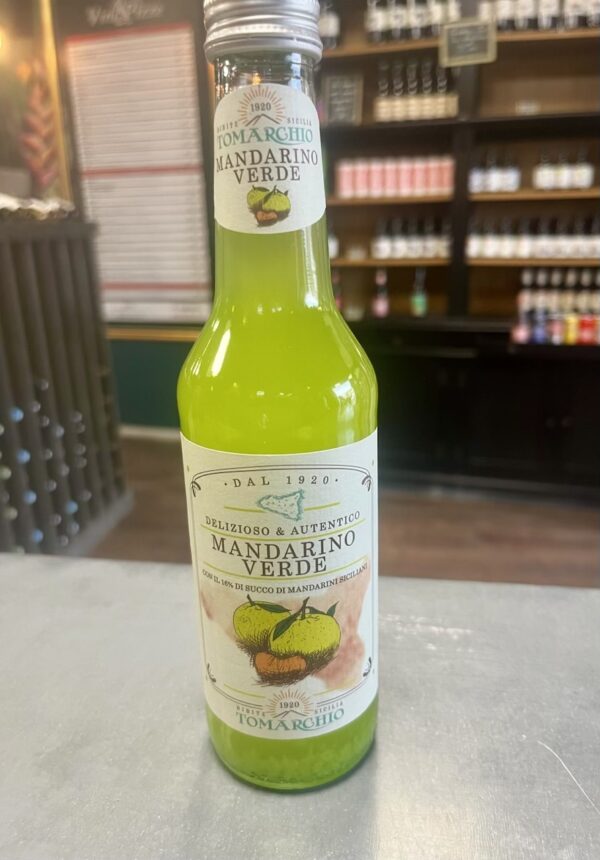 1920
BIBITE SICILIA
TOMARCHIO
MANDARINO
VERDE
·DAL 1920·
DELIZIOSO & AUTENTICO
MANDARINO
VERDE
CON IL 16% DI SUCCO DI MANDARINI SICILIANI
1920
BIBITE SICILIA
TOMARCHIO